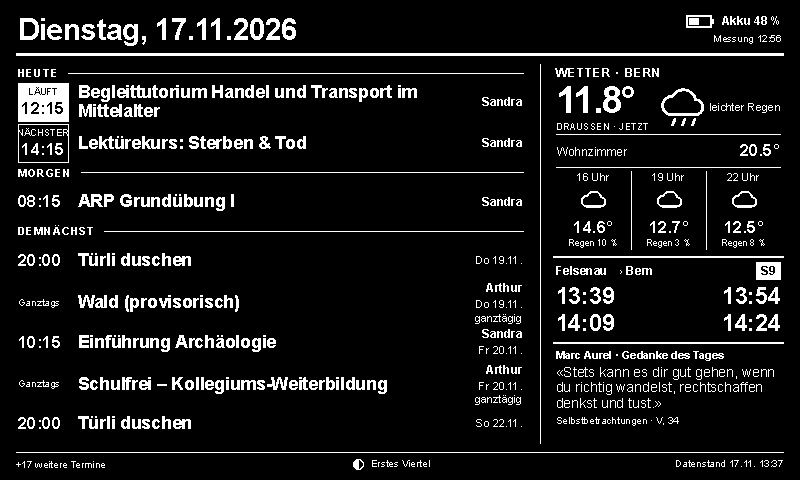 Dienstag, 17.11.2026
Akku 48 %
Messung 12:56
HEUTE
LÄUFT
12:15
Begleittutorium Handel und Transport im
Mittelalter
Sandra
NÄCHSTER
14:15
Lektürekurs: Sterben & Tod
Sandra
MORGEN
08:15
ARP Grundübung I
Sandra
DEMNÄCHST
20:00
Türli duschen
Do 19.11.
Ganztags
Wald (provisorisch)
Arthur
Do 19.11.
ganztägig
10:15
Einführung Archäologie
Sandra
Fr 20.11.
Ganztags
Schulfrei – Kollegiums-Weiterbildung
Arthur
Fr 20.11.
ganztägig
20:00
Türli duschen
So 22.11.
WETTER · BERN
11.8°
leichter Regen
DRAUSSEN · JETZT
Wohnzimmer 20.5°
16 Uhr 19 Uhr 22 Uhr
14.6° 12.7° 12.5°
Regen 10 % Regen 3 % Regen 8 %
Felsenau › Bern S9
13:39 13:54
14:09 14:24
Marc Aurel · Gedanke des Tages
«Stets kann es dir gut gehen, wenn
du richtig wandelst, rechtschaffen
denkst und tust.»
Selbstbetrachtungen · V, 34
+17 weitere Termine
Erstes Viertel
Datenstand 17.11. 13:37